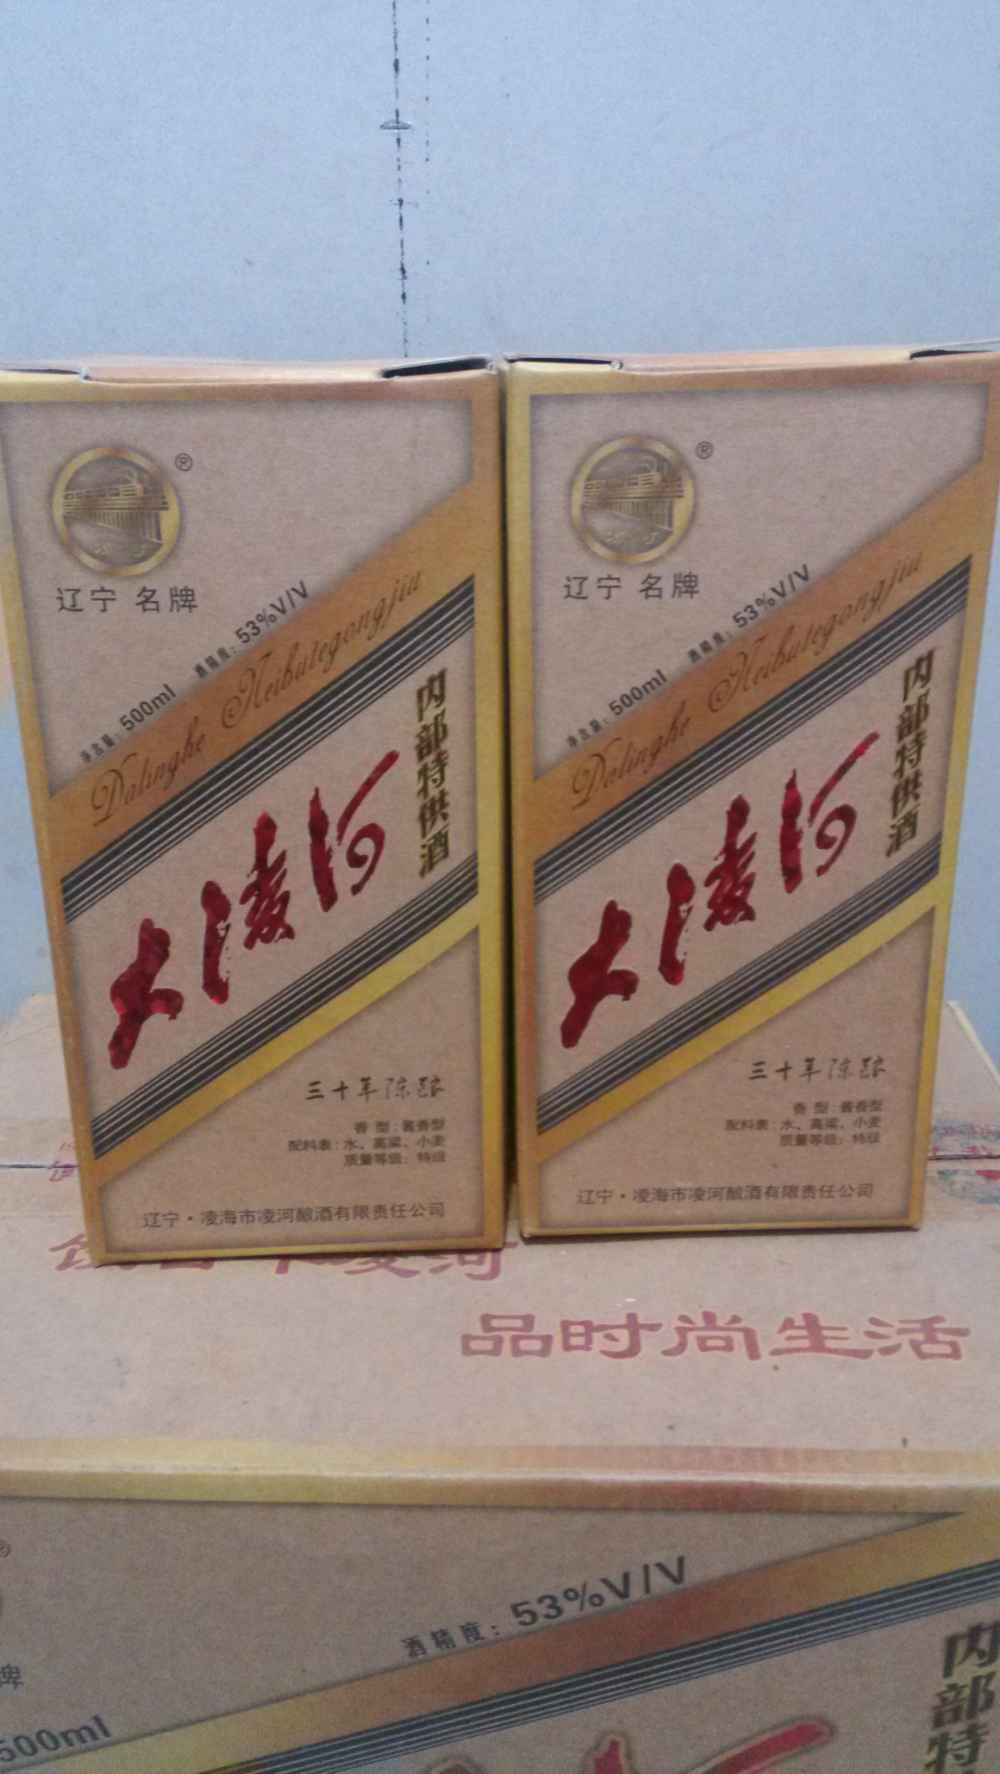 ®
辽宁 名牌
净含量: 500ml 酒精度: 53%V/V
Dalinghe Neibutegongjiu
内部特供酒
大凌河
三十年陈酿
香 型: 酱香型
配料表: 水、高粱、小麦
质量等级: 特级
辽宁·凌海市凌河酿酒有限责任公司
®
辽宁 名牌
净含量: 500ml 酒精度: 53%V/V
Dalinghe Neibutegongjiu
内部特供酒
大凌河
三十年陈酿
香 型: 酱香型
配料表: 水、高粱、小麦
质量等级: 特级
辽宁·凌海市凌河酿酒有限责任公司
凌河
品时尚生活
®
牌
500ml
酒精度: 53%V/V
内部特